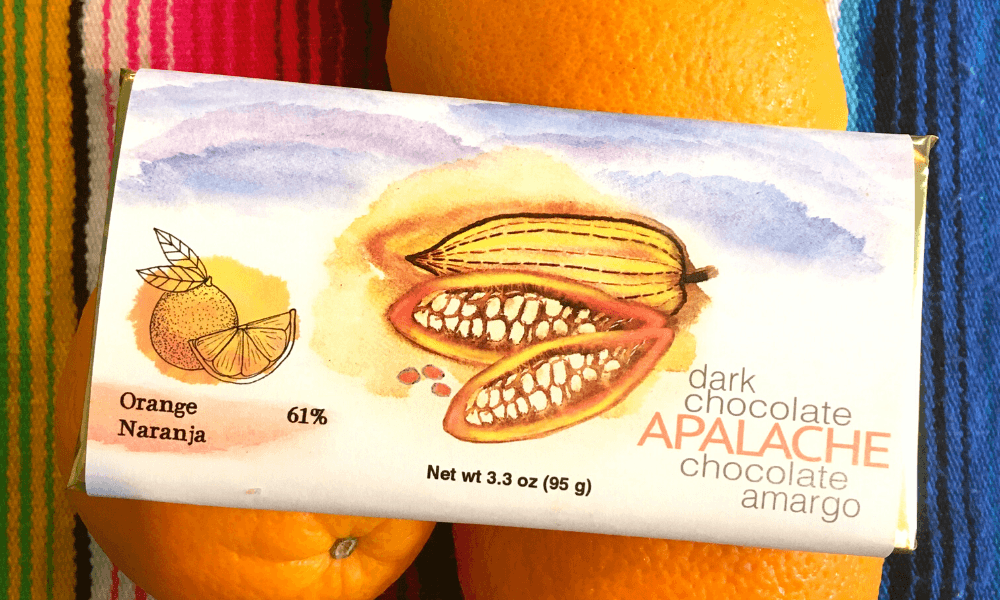 Orange
Naranja
61%
Net wt 3.3 oz (95 g)
dark
chocolate
APALACHE
chocolate
amargo